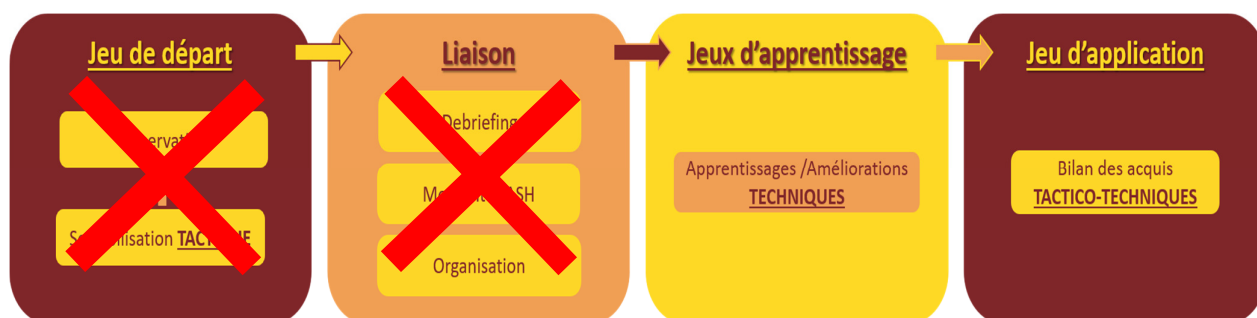 Jeu de départ
Liaison
Debriefing
Organisation
Jeux d'apprentissage
Apprentissages /Améliorations
TECHNIQUES
Jeu d'application
Bilan des acquis
TACTICO-TECHNIQUES